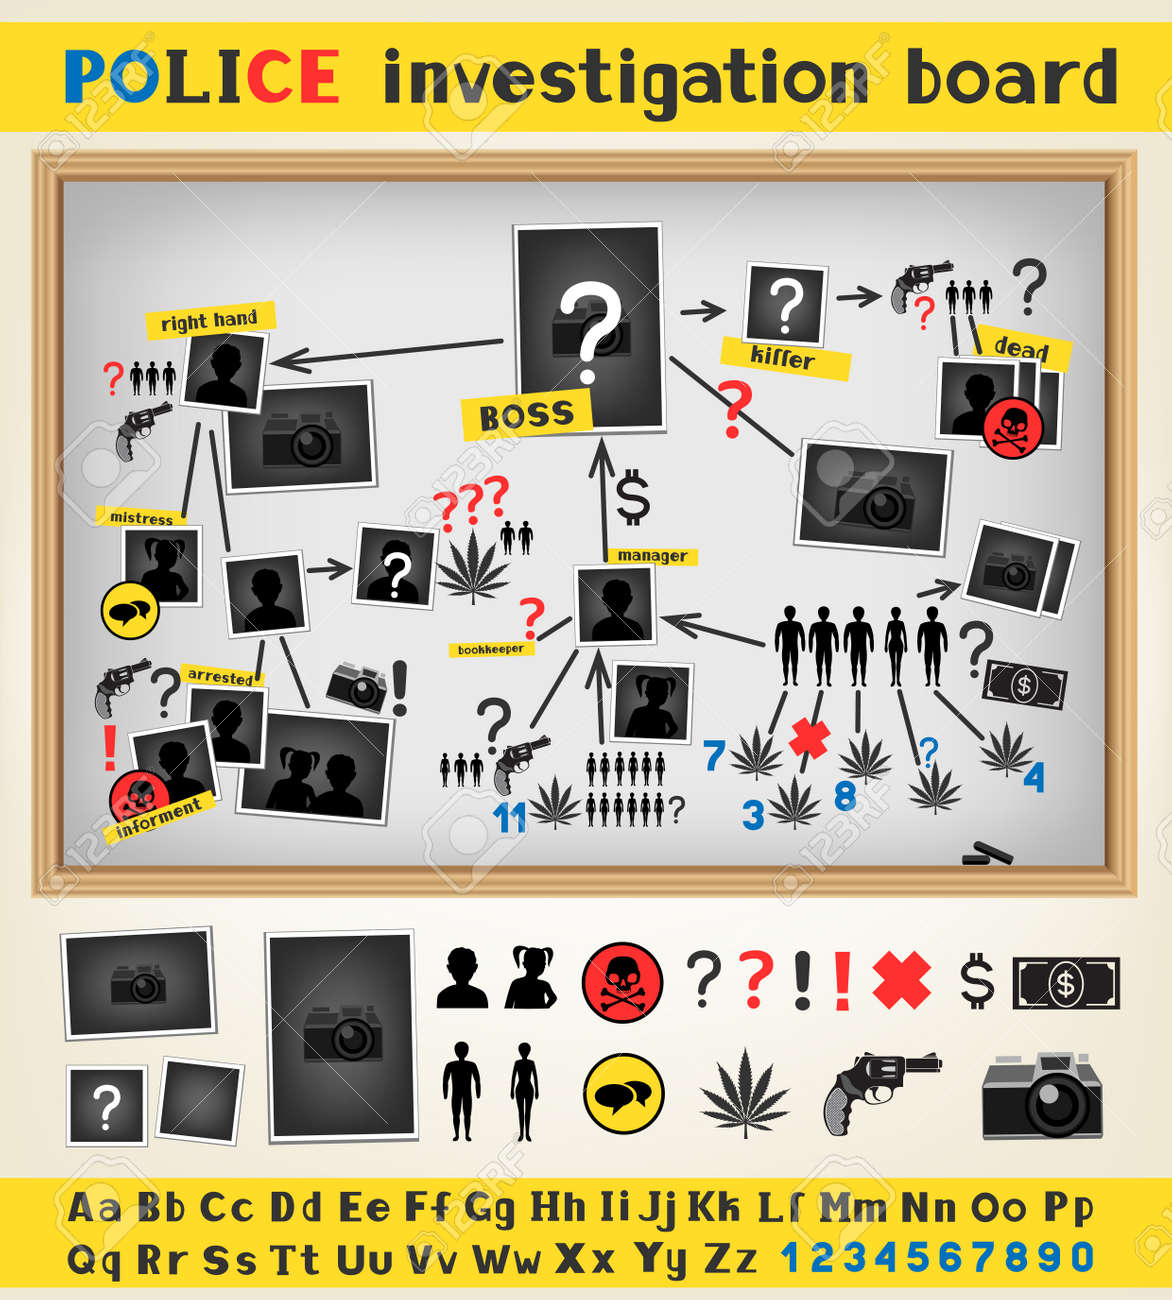 POLICE investigation board
right hand
BOSS
?
killer
?
?
?
dead
?
?
$
mistress
???
?
manager
?
bookkeeper
?
$
arrested
?
!
!
informent
?
11
?
7
3
8
?
4
? ? ! ! $ $
?
Aa Bb Cc Dd Ee Ff Gg Hh Ii Jj Kk Ll Mm Nn Oo Pp
Qq Rr Ss Tt Uu Vv Ww Xx Yy Zz 1234567890
123RF